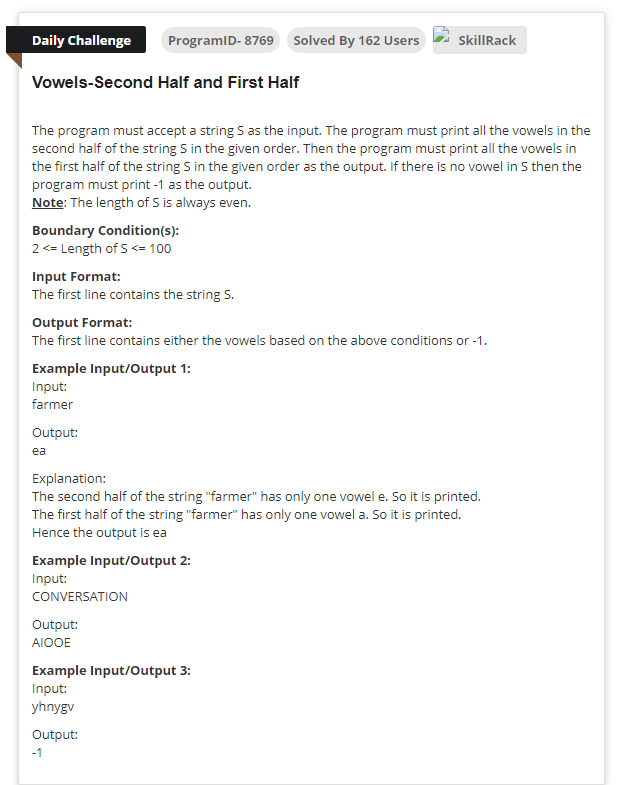 Daily Challenge ProgramID- 8769 Solved By 162 Users SkillRack
Vowels-Second Half and First Half
The program must accept a string S as the input. The program must print all the vowels in the
second half of the string S in the given order. Then the program must print all the vowels in
the first half of the string S in the given order as the output. If there is no vowel in S then the
program must print -1 as the output.
Note: The length of S is always even.
Boundary Condition(s):
2 <= Length of S <= 100
Input Format:
The first line contains the string S.
Output Format:
The first line contains either the vowels based on the above conditions or -1.
Example Input/Output 1:
Input:
farmer
Output:
ea
Explanation:
The second half of the string "farmer" has only one vowel e. So it is printed.
The first half of the string "farmer" has only one vowel a. So it is printed.
Hence the output is ea
Example Input/Output 2:
Input:
CONVERSATION
Output:
AIOOE
Example Input/Output 3:
Input:
yhnygv
Output:
-1